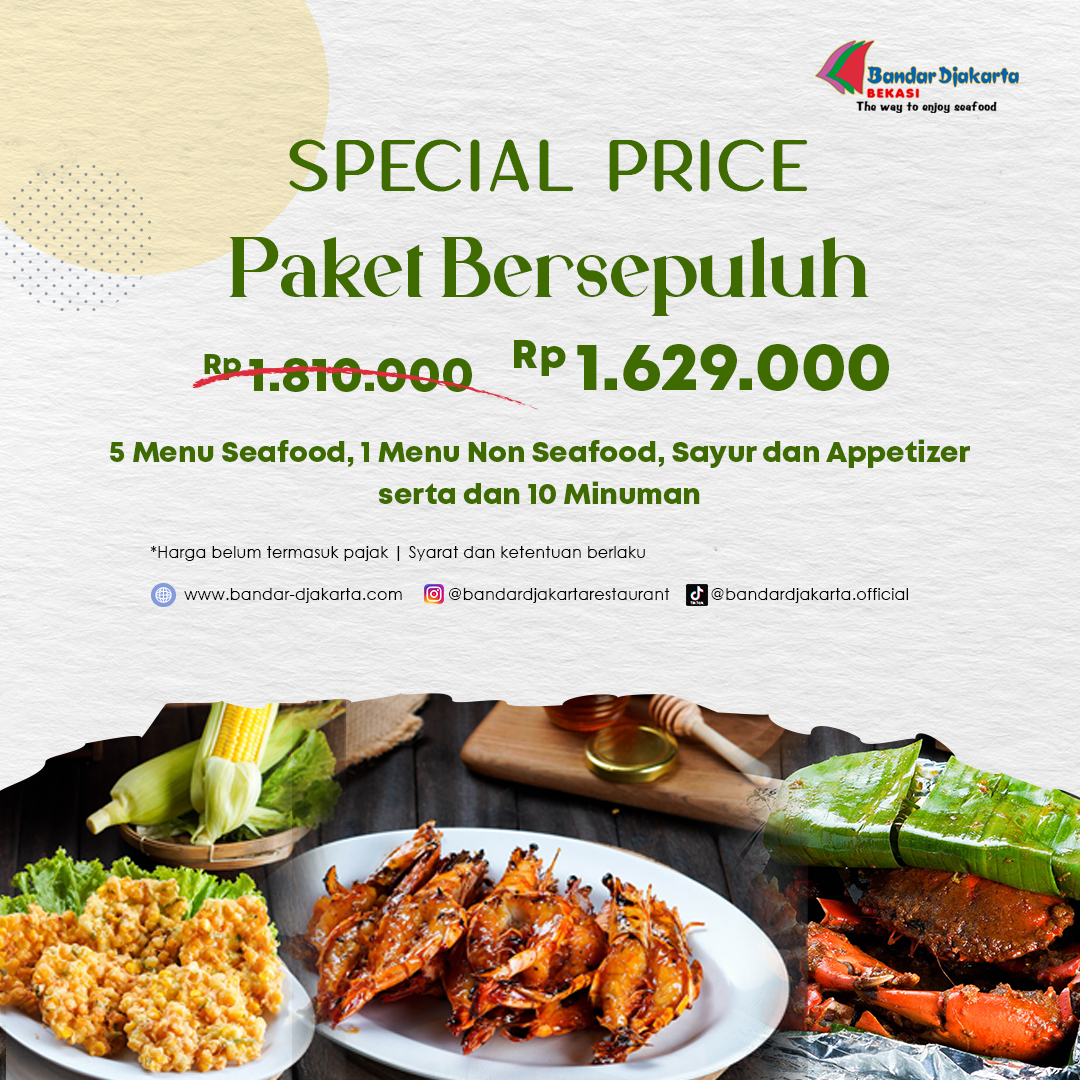 Bandar Djakarta
BEKASI
The way to enjoy seafood
SPECIAL PRICE
Paket Bersepuluh
Rp 1.810.000 Rp 1.629.000
5 Menu Seafood, 1 Menu Non Seafood, Sayur dan Appetizer
serta dan 10 Minuman
*Harga belum termasuk pajak | Syarat dan ketentuan berlaku
www.bandar-djakarta.com @bandardjakartarestaurant @bandardjakarta.official